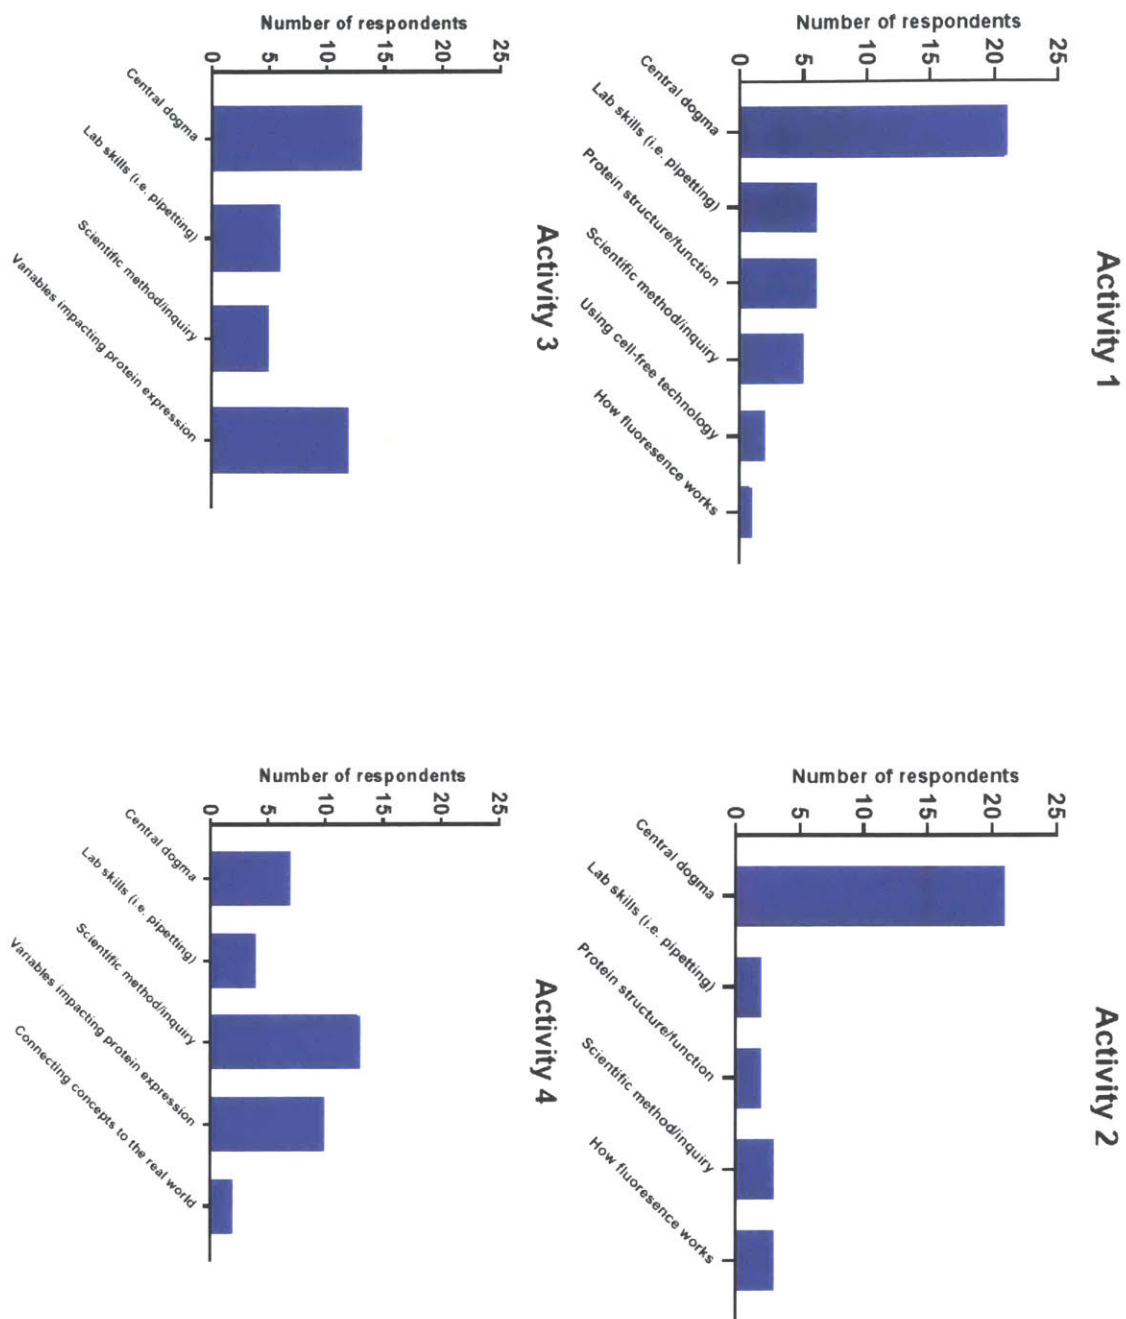 Activity 1
Number of respondents
25
20
15
10
5
0
Central dogma
Lab skills (i.e. pipetting)
Protein structure/function
Scientific method/inquiry
Using cell-free technology
How fluoresence works
Activity 2
Number of respondents
25
20
15
10
5
0
Central dogma
Lab skills (i.e. pipetting)
Protein structure/function
Scientific method/inquiry
How fluoresence works
Activity 3
Number of respondents
25
20
15
10
5
0
Central dogma
Lab skills (i.e. pipetting)
Scientific method/inquiry
Variables impacting protein expression
Activity 4
Number of respondents
25
20
15
10
5
0
Central dogma
Lab skills (i.e. pipetting)
Scientific method/inquiry
Variables impacting protein expression
Connecting concepts to the real world